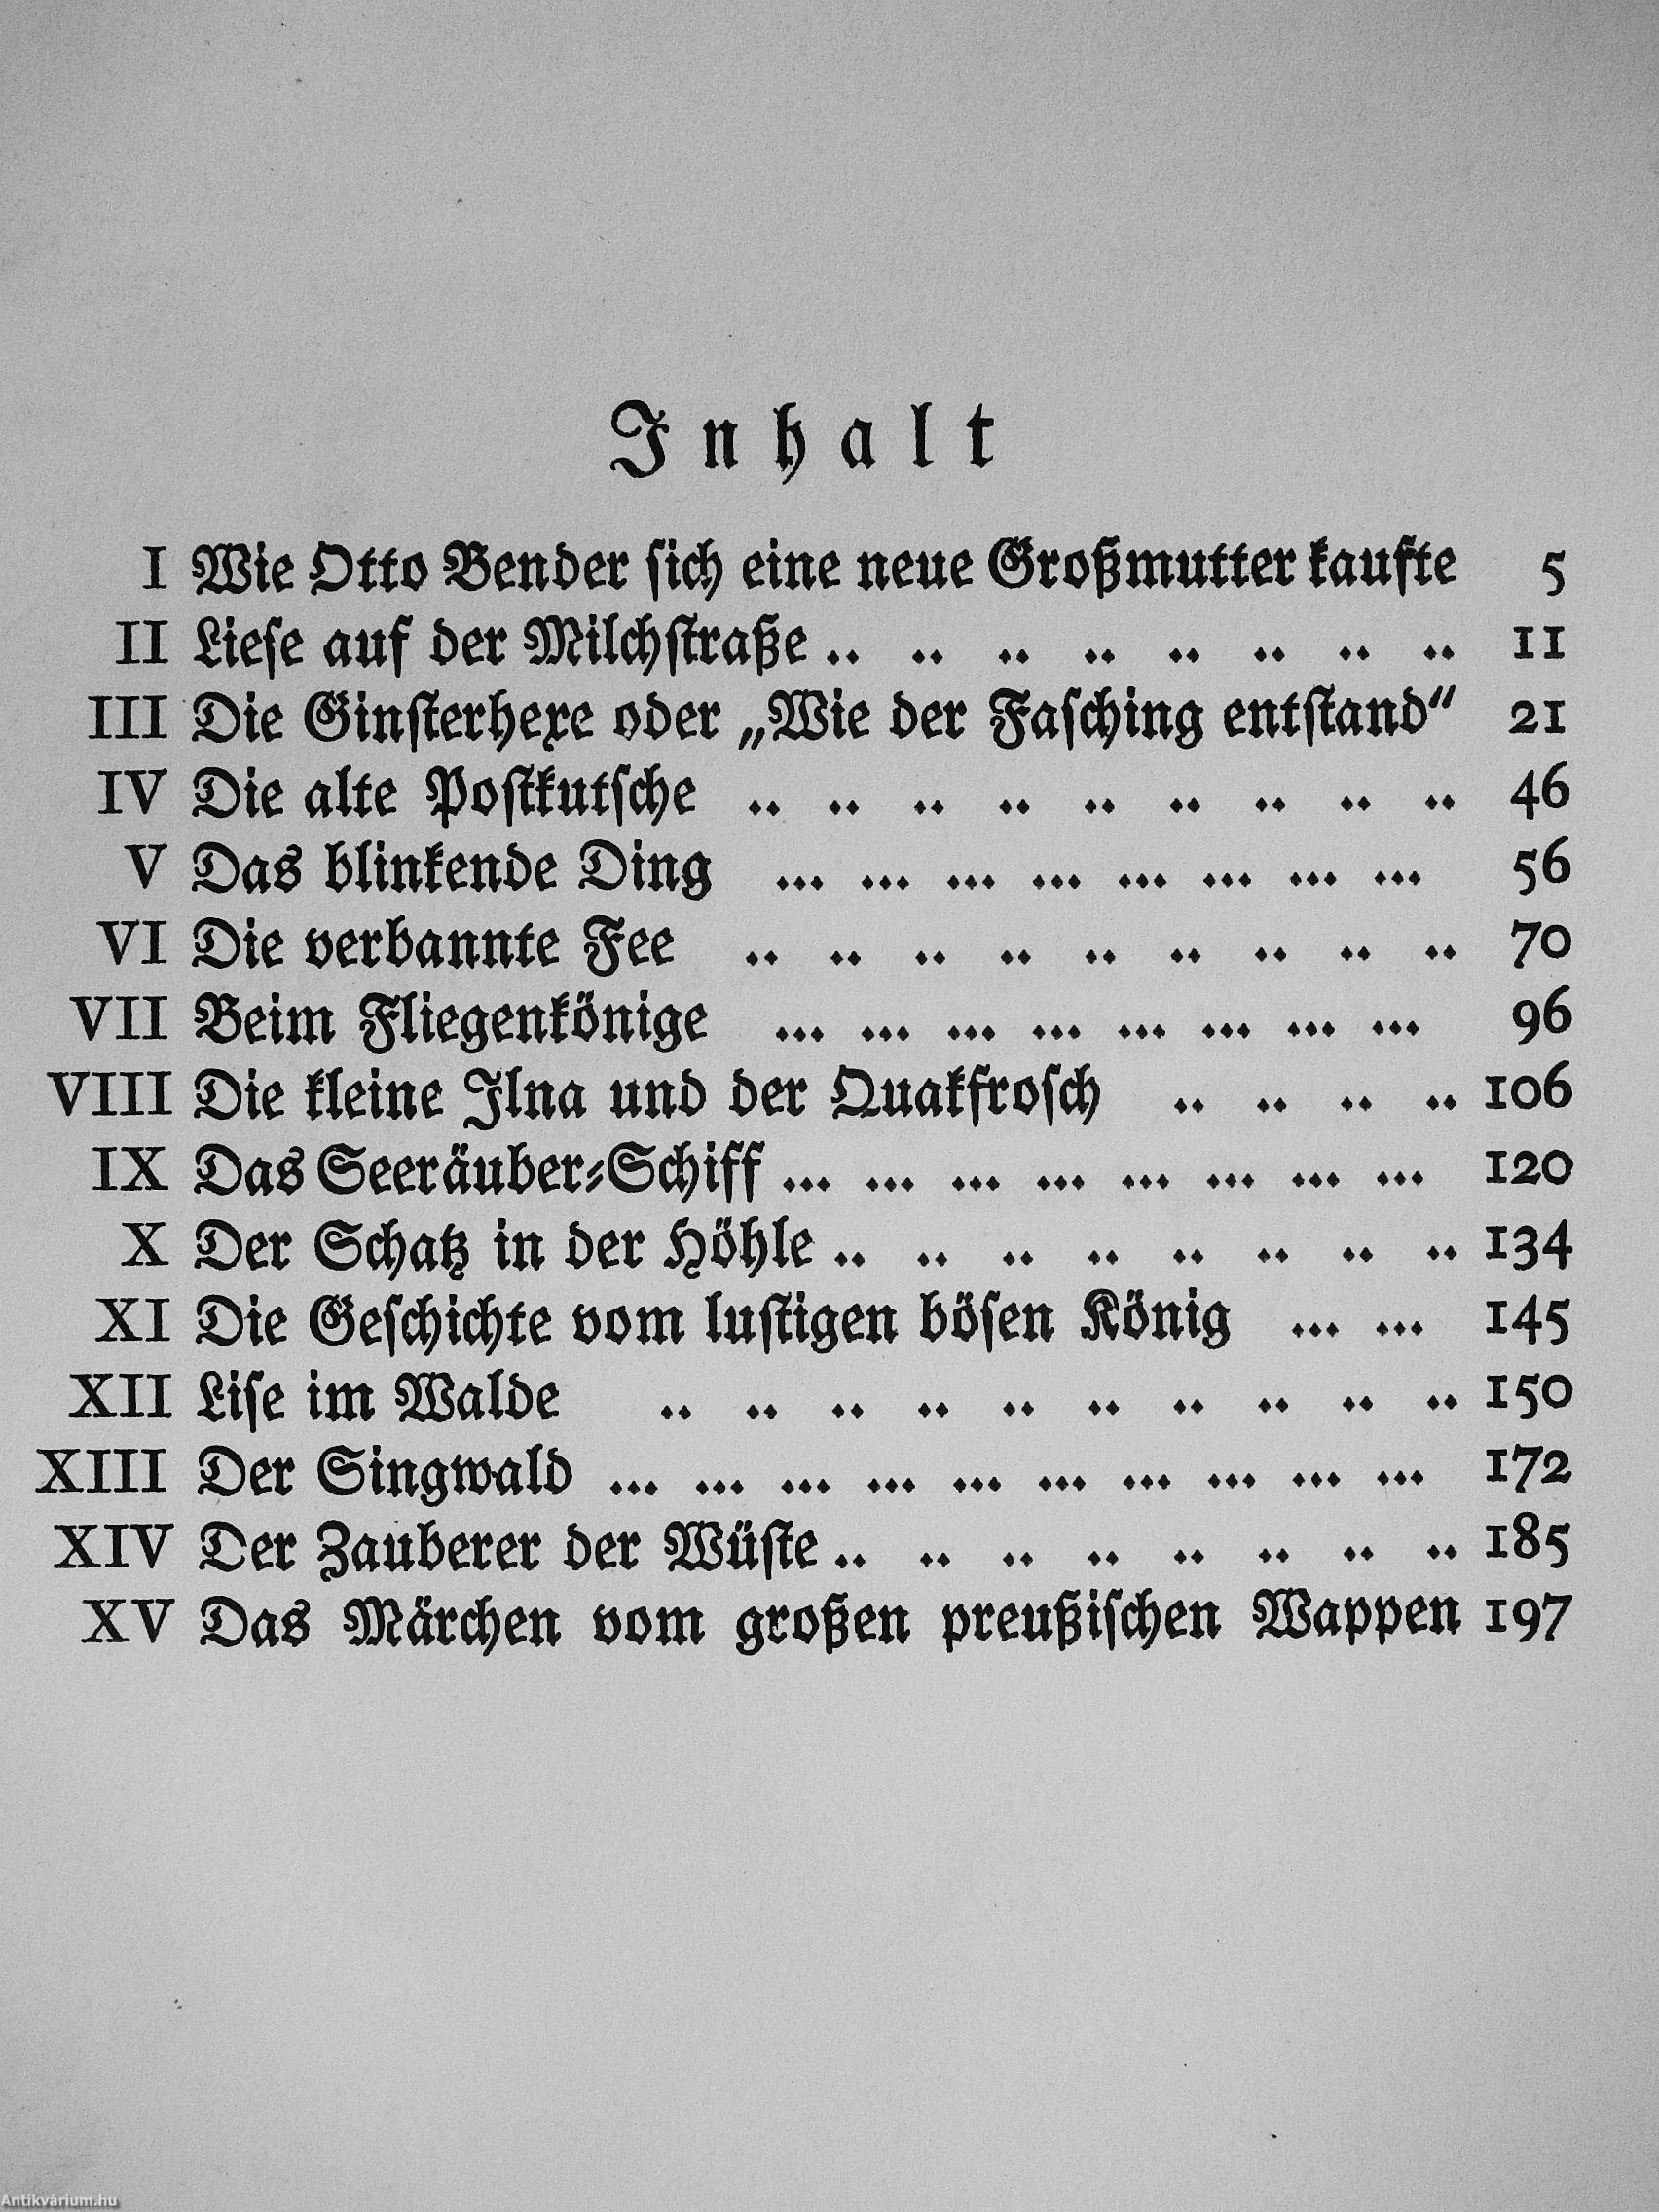 Inhalt
I Wie Otto Bender sich eine neue Großmutter kaufte 5
II Liese auf der Milchstraße .. .. .. .. .. .. .. .. 11
III Die Ginsterhexe oder „Wie der Fasching entstand“ 21
IV Die alte Postkutsche .. .. .. .. .. .. .. .. .. 46
V Das blinkende Ding ... ... ... ... ... ... ... ... 56
VI Die verbannte Fee .. .. .. .. .. .. .. .. .. 70
VII Beim Fliegenkönige ... ... ... ... ... ... ... ... 96
VIII Die kleine Ilna und der Quakfrosch .. .. .. .. 106
IX Das Seeräuber-Schiff ... ... ... ... ... ... ... ... 120
X Der Schatz in der Höhle .. .. .. .. .. .. .. .. 134
XI Die Geschichte vom lustigen bösen König ... ... 145
XII Lise im Walde .. .. .. .. .. .. .. .. .. .. 150
XIII Der Singwald ... ... ... ... ... ... ... ... ... ... 172
XIV Der Zauberer der Wüste .. .. .. .. .. .. .. .. 185
XV Das Märchen vom großen preußischen Wappen 197
Antikvárium.hu